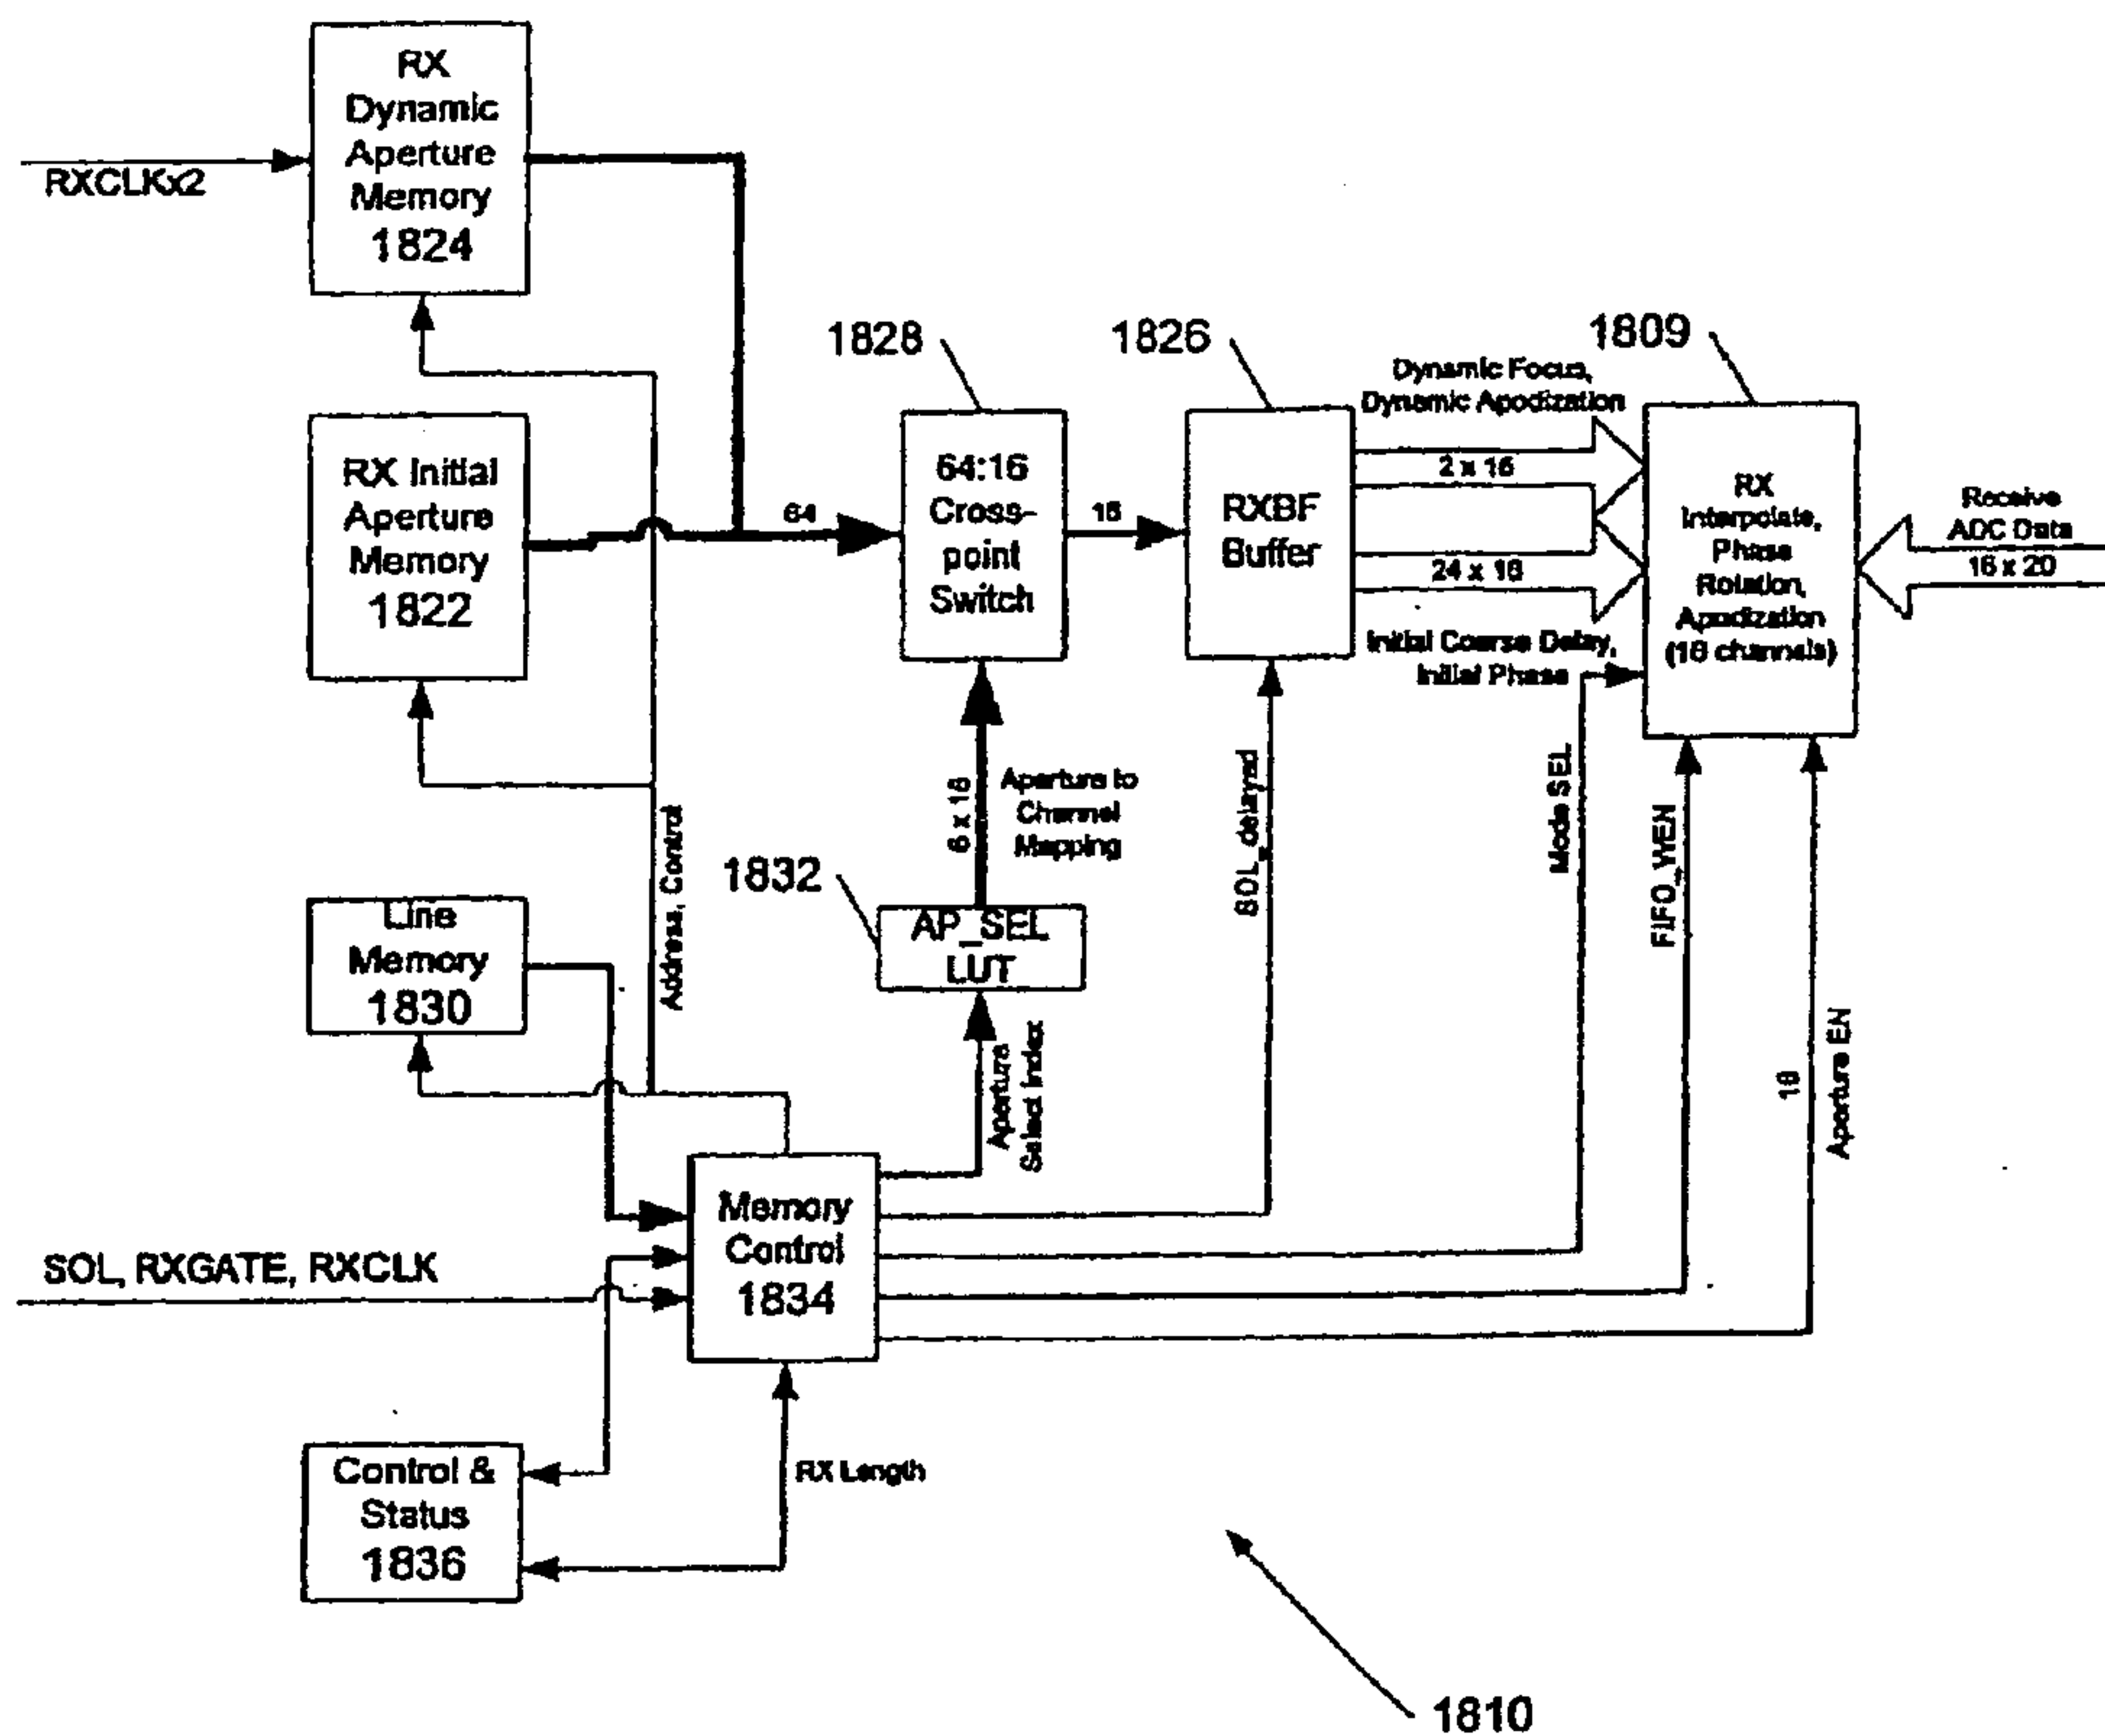 RX
Dynamic
Aperture
Memory
1824
RXCLKx2
RX Initial
Aperture
Memory
1822
1828
64
64:16
Cross-
point
Switch
16
1826
RXBF
Buffer
Dynamic Focus,
Dynamic Apodization
2 x 16
24 x 16
Initial Coarse Delay,
Initial Phase
1809
RX
Interpolate,
Phase
Rotation,
Apodization
(16 channels)
Receive
ADC Data
16 x 20
6 x 16
Aperture to
Channel
Mapping
1832
AP_SEL
LUT
Aperture
Select Index
SOL_delayed
Mode SEL
FIFO_WEN
16
Aperture EN
Address, Control
Line
Memory
1830
Memory
Control
1834
SOL, RXGATE, RXCLK
Control &
Status
1836
RX Length
1810